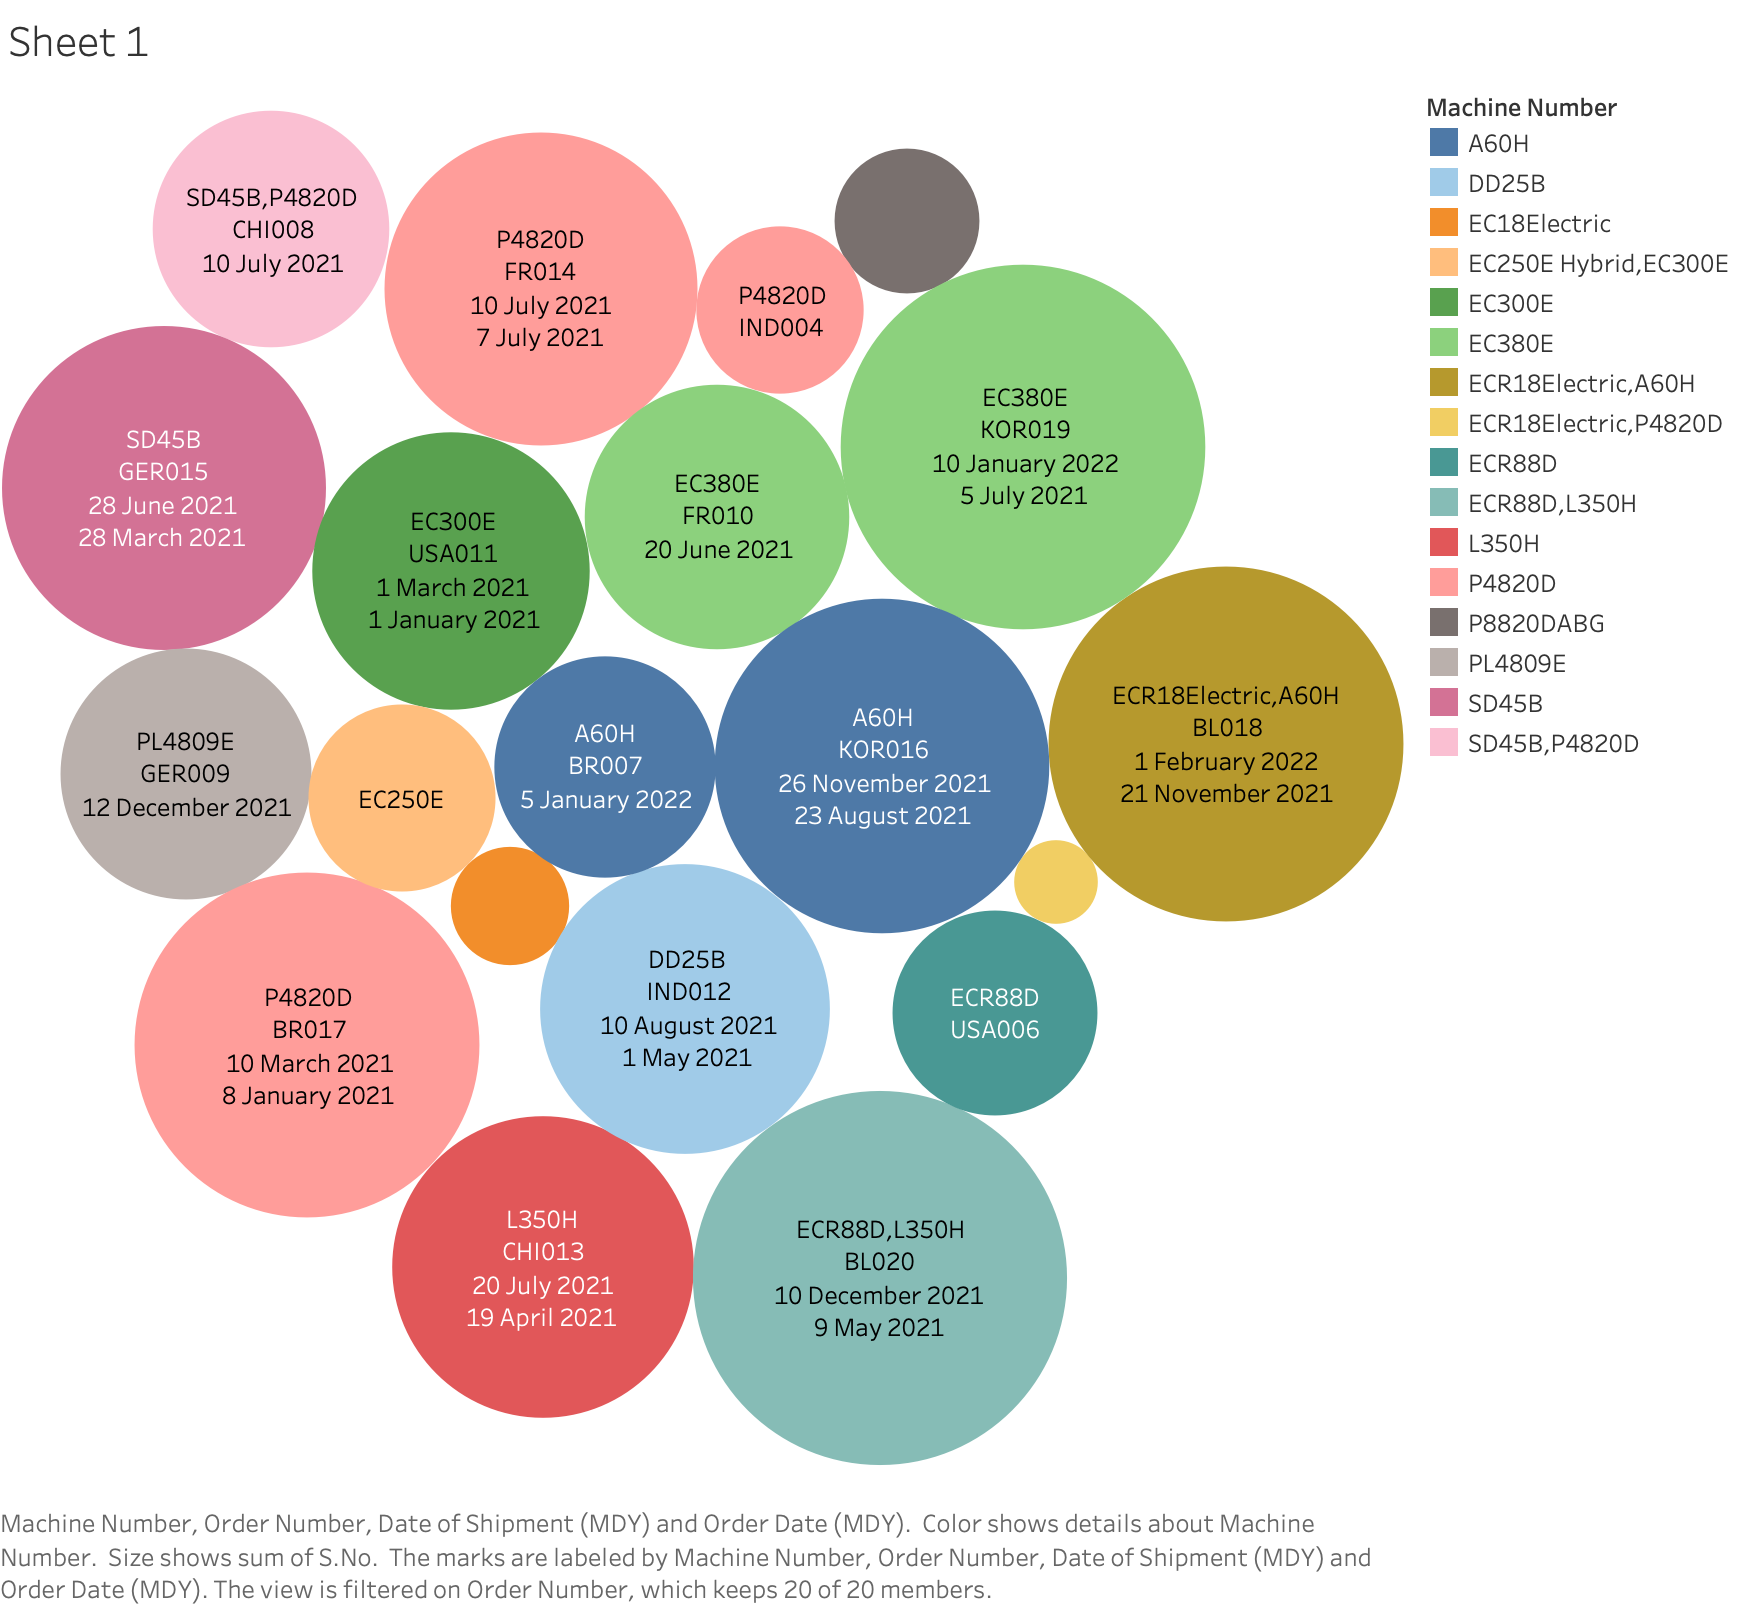 Sheet 1
SD45B,P4820D
CHI008
10 July 2021
P4820D
FR014
10 July 2021
7 July 2021
P4820D
IND004
EC380E
KOR019
10 January 2022
5 July 2021
SD45B
GER015
28 June 2021
28 March 2021
EC300E
USA011
1 March 2021
1 January 2021
EC380E
FR010
20 June 2021
PL4809E
GER009
12 December 2021
EC250E
A60H
BR007
5 January 2022
A60H
KOR016
26 November 2021
23 August 2021
ECR18Electric,A60H
BL018
1 February 2022
21 November 2021
P4820D
BR017
10 March 2021
8 January 2021
DD25B
IND012
10 August 2021
1 May 2021
ECR88D
USA006
L350H
CHI013
20 July 2021
19 April 2021
ECR88D,L350H
BL020
10 December 2021
9 May 2021
Machine Number
A60H
DD25B
EC18Electric
EC250E Hybrid,EC300E
EC300E
EC380E
ECR18Electric,A60H
ECR18Electric,P4820D
ECR88D
ECR88D,L350H
L350H
P4820D
P8820DABG
PL4809E
SD45B
SD45B,P4820D
Machine Number, Order Number, Date of Shipment (MDY) and Order Date (MDY).  Color shows details about Machine
Number.  Size shows sum of S.No.  The marks are labeled by Machine Number, Order Number, Date of Shipment (MDY) and
Order Date (MDY). The view is filtered on Order Number, which keeps 20 of 20 members.